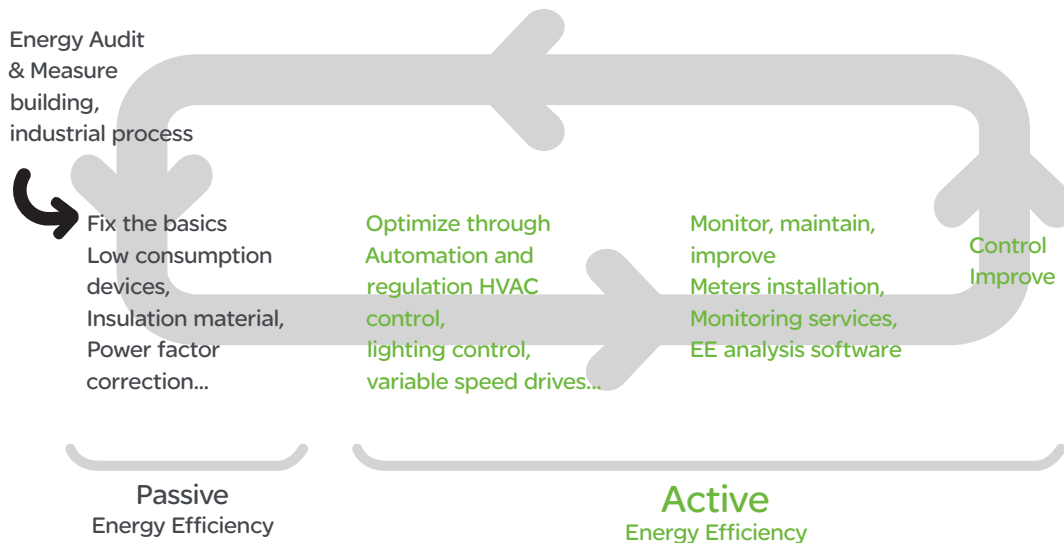 Energy Audit
& Measure
building,
industrial process
Fix the basics
Low consumption
devices,
Insulation material,
Power factor
correction...
Optimize through
Automation and
regulation HVAC
control,
lighting control,
variable speed drives...
Monitor, maintain,
improve
Meters installation,
Monitoring services,
EE analysis software
Control
Improve
Passive
Energy Efficiency
Active
Energy Efficiency